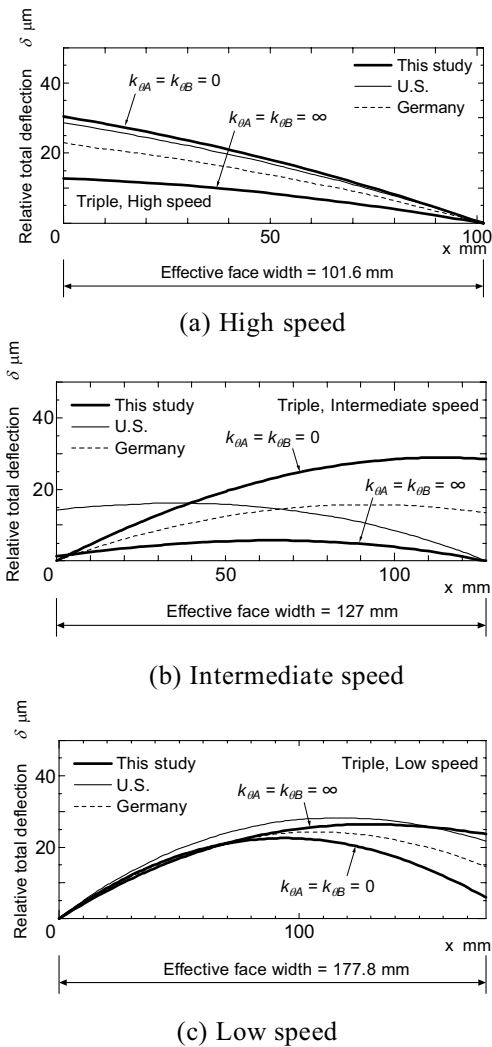 Relative total deflection δ μm
40
20
0
50
100
x mm
This study
U.S.
Germany
kθA = kθB = 0
kθA = kθB = ∞
Triple, High speed
Effective face width = 101.6 mm
(a) High speed
Relative total deflection δ μm
40
20
0
50
100
x mm
This study
U.S.
Germany
Triple, Intermediate speed
kθA = kθB = 0
kθA = kθB = ∞
Effective face width = 127 mm
(b) Intermediate speed
Relative total deflection δ μm
40
20
0
100
x mm
This study
U.S.
Germany
Triple, Low speed
kθA = kθB = ∞
kθA = kθB = 0
Effective face width = 177.8 mm
(c) Low speed